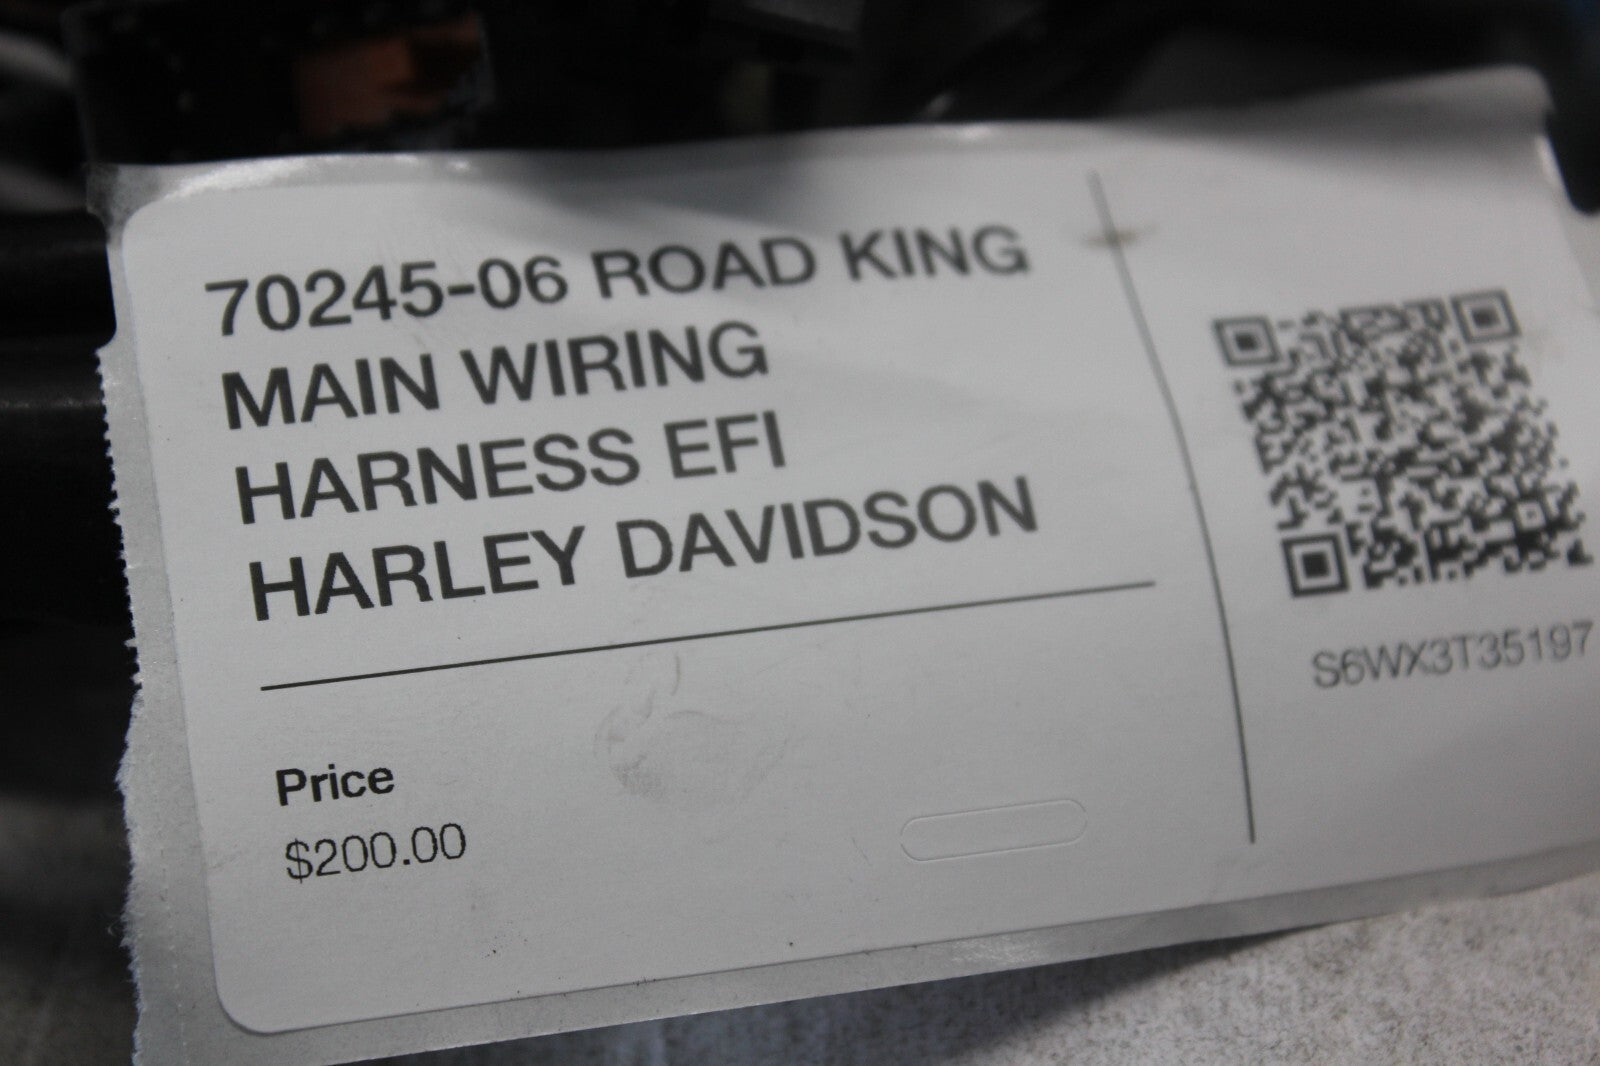 70245-06 ROAD KING
MAIN WIRING
HARNESS EFI
HARLEY DAVIDSON
Price
$200.00
S6WX3T35197